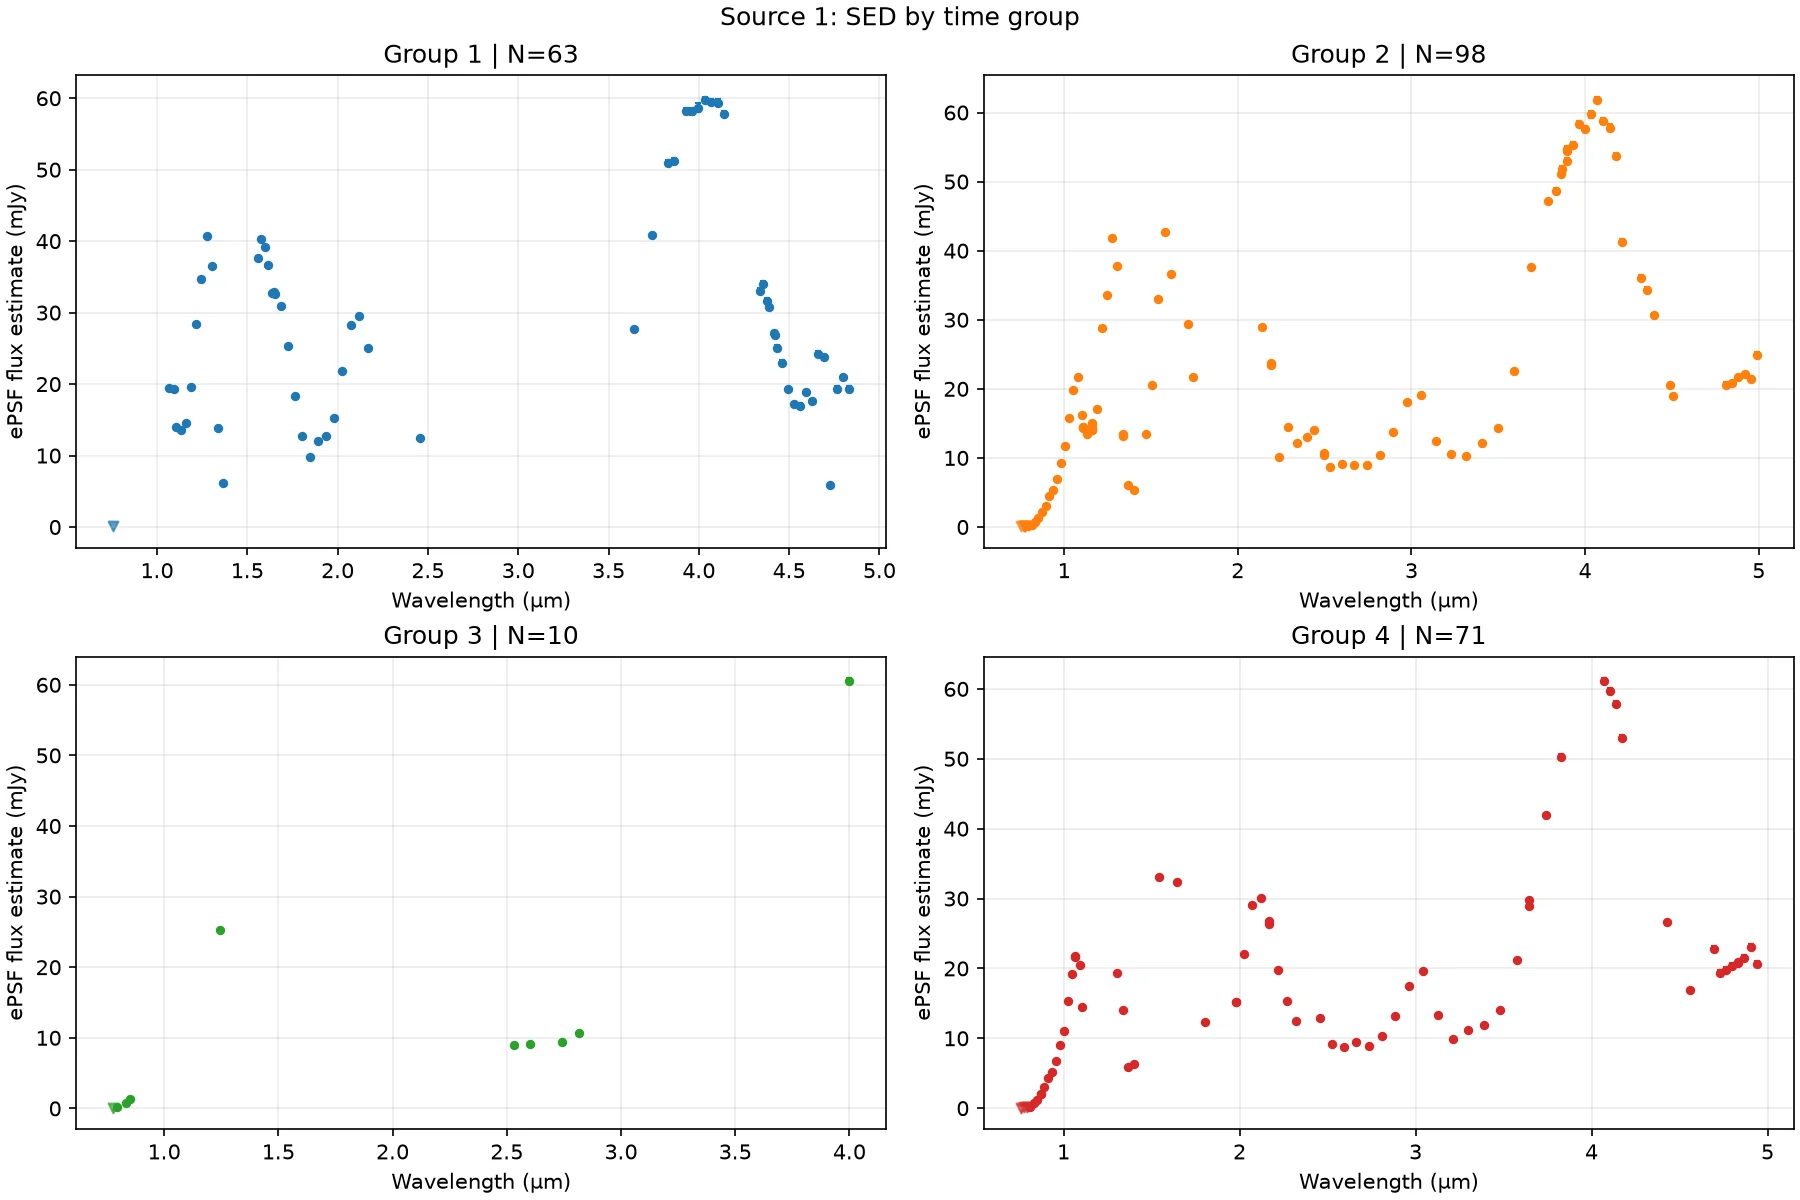 Source 1: SED by time group
Group 1 | N=63
60
50
40
30
20
10
0
ePSF flux estimate (mJy)
1.0 1.5 2.0 2.5 3.0 3.5 4.0 4.5 5.0
Wavelength (µm)
Group 2 | N=98
60
50
40
30
20
10
0
ePSF flux estimate (mJy)
1 2 3 4 5
Wavelength (µm)
Group 3 | N=10
60
50
40
30
20
10
0
ePSF flux estimate (mJy)
1.0 1.5 2.0 2.5 3.0 3.5 4.0
Wavelength (µm)
Group 4 | N=71
60
50
40
30
20
10
0
ePSF flux estimate (mJy)
1 2 3 4 5
Wavelength (µm)